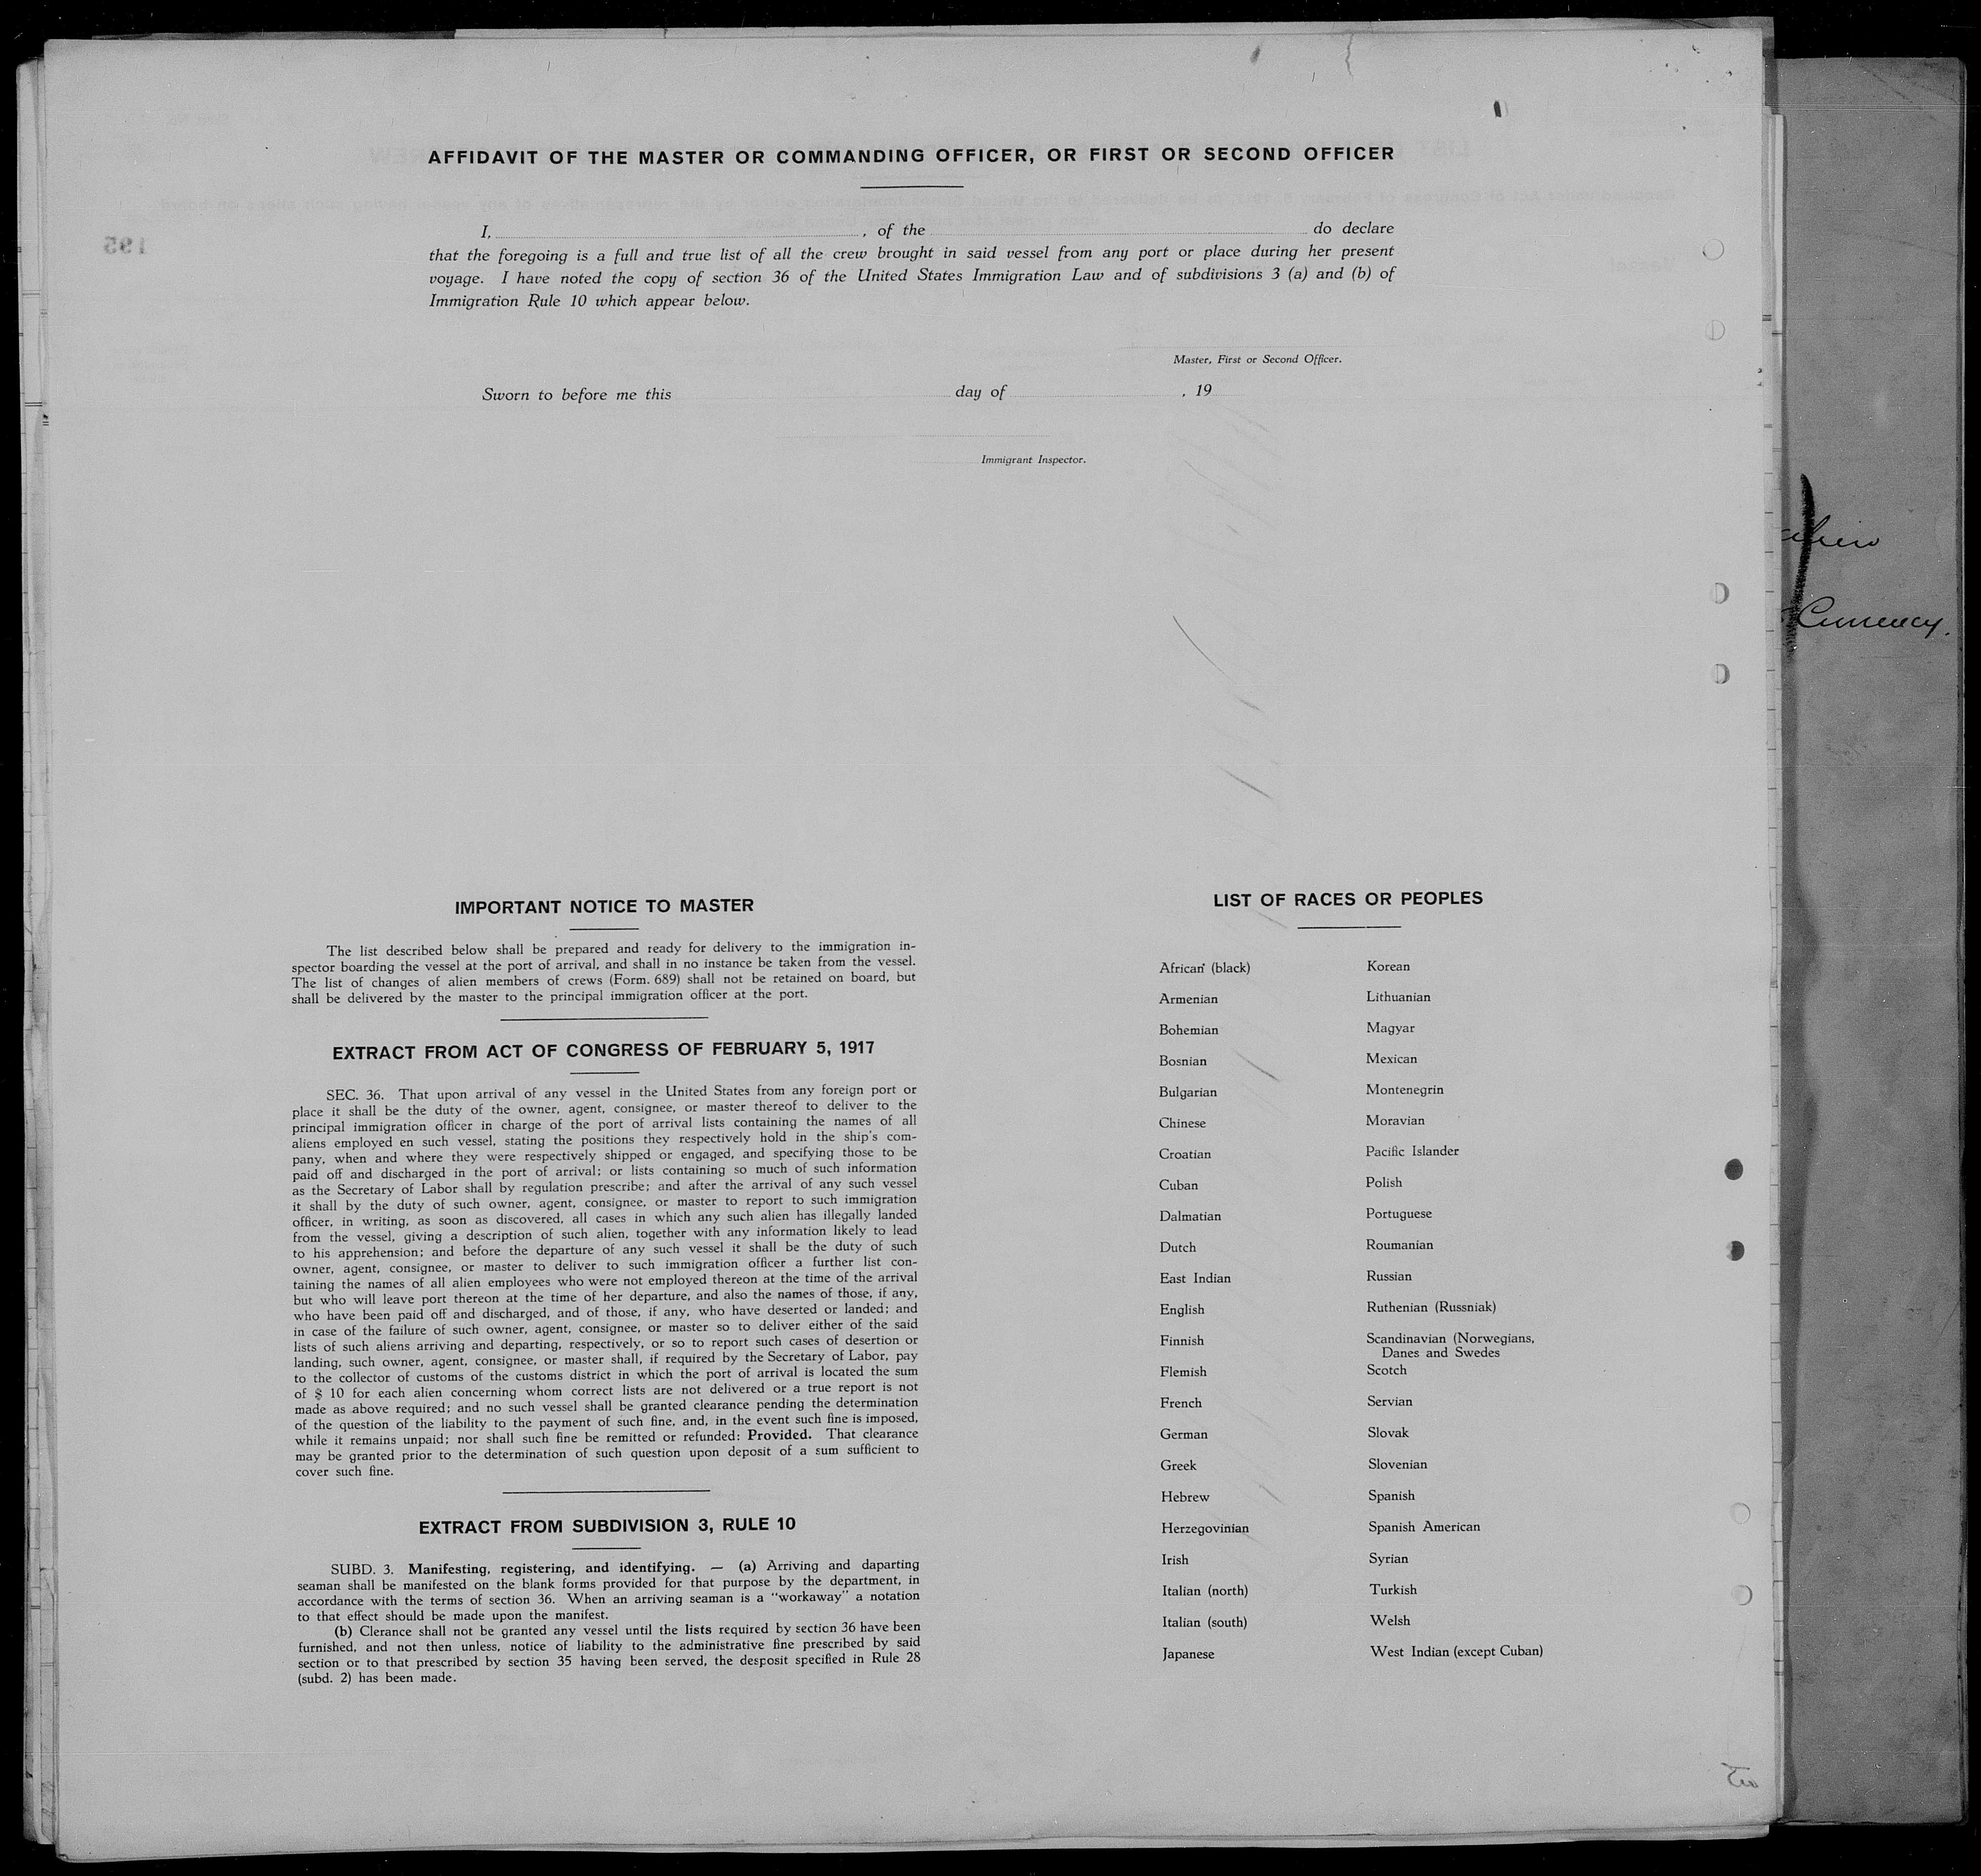 AFFIDAVIT OF THE MASTER OR COMMANDING OFFICER, OR FIRST OR SECOND OFFICER
I, , of the do declare
that the foregoing is a full and true list of all the crew brought in said vessel from any port or place during her present
voyage. I have noted the copy of section 36 of the United States Immigration Law and of subdivisions 3 (a) and (b) of
Immigration Rule 10 which appear below.
Master, First or Second Officer.
Sworn to before me this day of , 19
Immigrant Inspector.
195
Currency.
IMPORTANT NOTICE TO MASTER
The list described below shall be prepared and ready for delivery to the immigration in-
spector boarding the vessel at the port of arrival, and shall in no instance be taken from the vessel.
The list of changes of alien members of crews (Form. 689) shall not be retained on board, but
shall be delivered by the master to the principal immigration officer at the port.
EXTRACT FROM ACT OF CONGRESS OF FEBRUARY 5, 1917
SEC. 36. That upon arrival of any vessel in the United States from any foreign port or
place it shall be the duty of the owner, agent, consignee, or master thereof to deliver to the
principal immigration officer in charge of the port of arrival lists containing the names of all
aliens employed en such vessel, stating the positions they respectively hold in the ship's com-
pany, when and where they were respectively shipped or engaged, and specifying those to be
paid off and discharged in the port of arrival; or lists containing so much of such information
as the Secretary of Labor shall by regulation prescribe; and after the arrival of any such vessel
it shall by the duty of such owner, agent, consignee, or master to report to such immigration
officer, in writing, as soon as discovered, all cases in which any such alien has illegally landed
from the vessel, giving a description of such alien, together with any information likely to lead
to his apprehension; and before the departure of any such vessel it shall be the duty of such
owner, agent, consignee, or master to deliver to such immigration officer a further list con-
taining the names of all alien employees who were not employed thereon at the time of the arrival
but who will leave port thereon at the time of her departure, and also the names of those, if any,
who have been paid off and discharged, and of those, if any, who have deserted or landed; and
in case of the failure of such owner, agent, consignee, or master so to deliver either of the said
lists of such aliens arriving and departing, respectively, or so to report such cases of desertion or
landing, such owner, agent, consignee, or master shall, if required by the Secretary of Labor, pay
to the collector of customs of the customs district in which the port of arrival is located the sum
of $ 10 for each alien concerning whom correct lists are not delivered or a true report is not
made as above required; and no such vessel shall be granted clearance pending the determination
of the question of the liability to the payment of such fine, and, in the event such fine is imposed,
while it remains unpaid; nor shall such fine be remitted or refunded: Provided. That clearance
may be granted prior to the determination of such question upon deposit of a sum sufficient to
cover such fine.
EXTRACT FROM SUBDIVISION 3, RULE 10
SUBD. 3. Manifesting, registering, and identifying. — (a) Arriving and daparting
seaman shall be manifested on the blank forms provided for that purpose by the department, in
accordance with the terms of section 36. When an arriving seaman is a "workaway" a notation
to that effect should be made upon the manifest.
(b) Clerance shall not be granted any vessel until the lists required by section 36 have been
furnished, and not then unless, notice of liability to the administrative fine prescribed by said
section or to that prescribed by section 35 having been served, the desposit specified in Rule 28
(subd. 2) has been made.
LIST OF RACES OR PEOPLES
African (black)
Armenian
Bohemian
Bosnian
Bulgarian
Chinese
Croatian
Cuban
Dalmatian
Dutch
East Indian
English
Finnish
Flemish
French
German
Greek
Hebrew
Herzegovinian
Irish
Italian (north)
Italian (south)
Japanese
Korean
Lithuanian
Magyar
Mexican
Montenegrin
Moravian
Pacific Islander
Polish
Portuguese
Roumanian
Russian
Ruthenian (Russniak)
Scandinavian (Norwegians,
Danes and Swedes
Scotch
Servian
Slovak
Slovenian
Spanish
Spanish American
Syrian
Turkish
Welsh
West Indian (except Cuban)